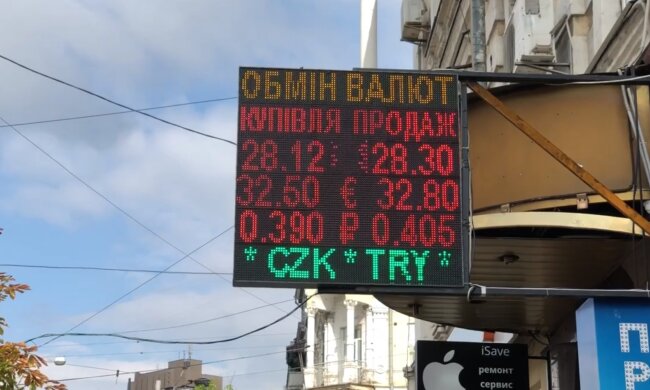 ОБМІН ВАЛЮТ
КУПІВЛЯ ПРОДАЖ
28.12 28.30
32.50 € 32.80
0.390 ₽ 0.405
* CZK * TRY *
iSave
ремонт
сервис